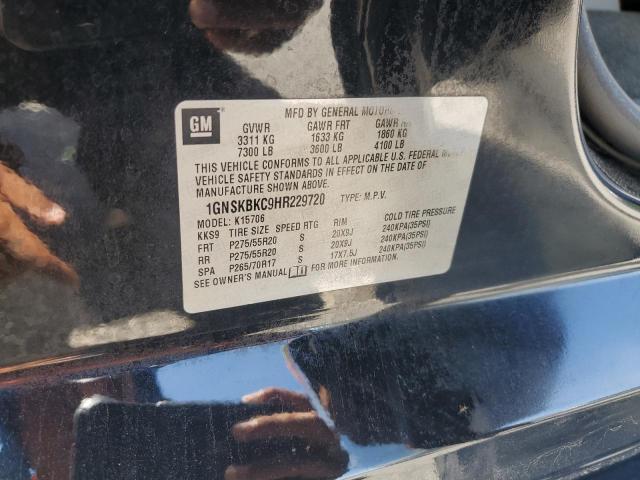 GM
MFD BY GENERAL
GVWR GAWR FRT GAWR
3311 KG 1633 KG 1860 KG
7300 LB 3600 LB 4100 LB
THIS VEHICLE CONFORMS TO ALL APPLICABLE U.S. FEDERAL
VEHICLE SAFETY STANDARDS IN EFFECT ON THE DATE OF
MANUFACTURE SHOWN ABOVE.
1GNSKBKC9HR229720 TYPE: M.P.V.
MODEL: K15706
KKS9 TIRE SIZE SPEED RTG RIM COLD TIRE PRESSURE
FRT P275/55R20 S 20X9J 240KPA(35PSI)
RR P275/55R20 S 20X9J 240KPA(35PSI)
SPA P265/70R17 S 17X7.5J 240KPA(35PSI)
SEE OWNER'S MANUAL FOR MORE INFORMATION.